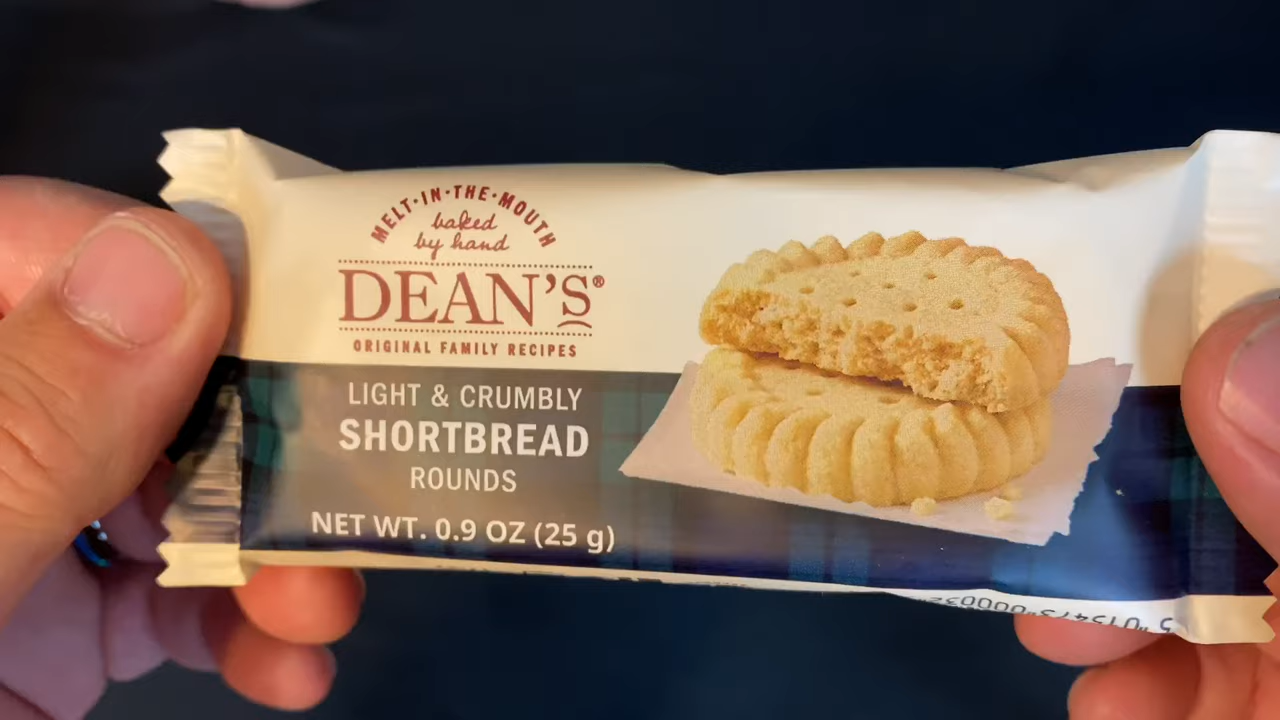 MELT·IN·THE·MOUTH
baked
by hand
DEAN'S®
ORIGINAL FAMILY RECIPES
LIGHT & CRUMBLY
SHORTBREAD
ROUNDS
NET WT. 0.9 OZ (25 g)